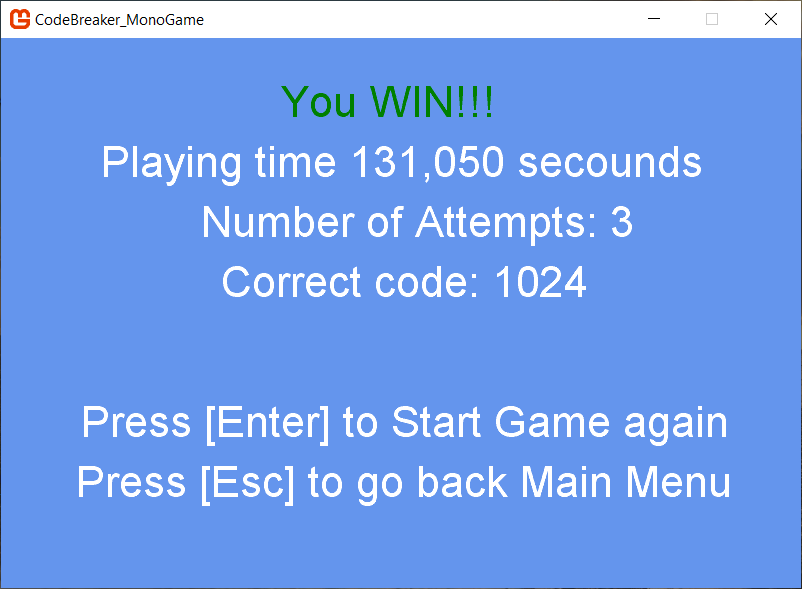 CodeBreaker_MonoGame
You WIN!!!
Playing time 131,050 secounds
Number of Attempts: 3
Correct code: 1024
Press [Enter] to Start Game again
Press [Esc] to go back Main Menu